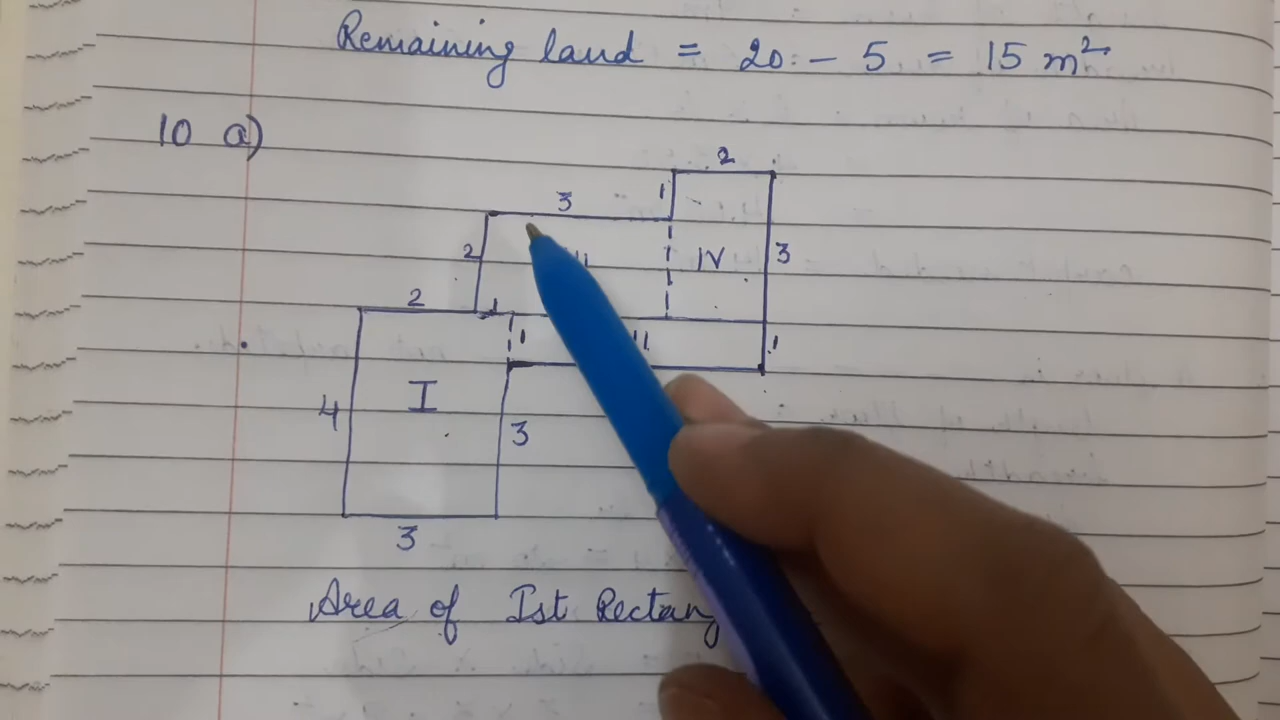 Remaining land = 20 - 5 = 15 m²
10 a)
2
1
3
2
IV
3
2
1
1
II
1
I
4
3
3
Area of Ist